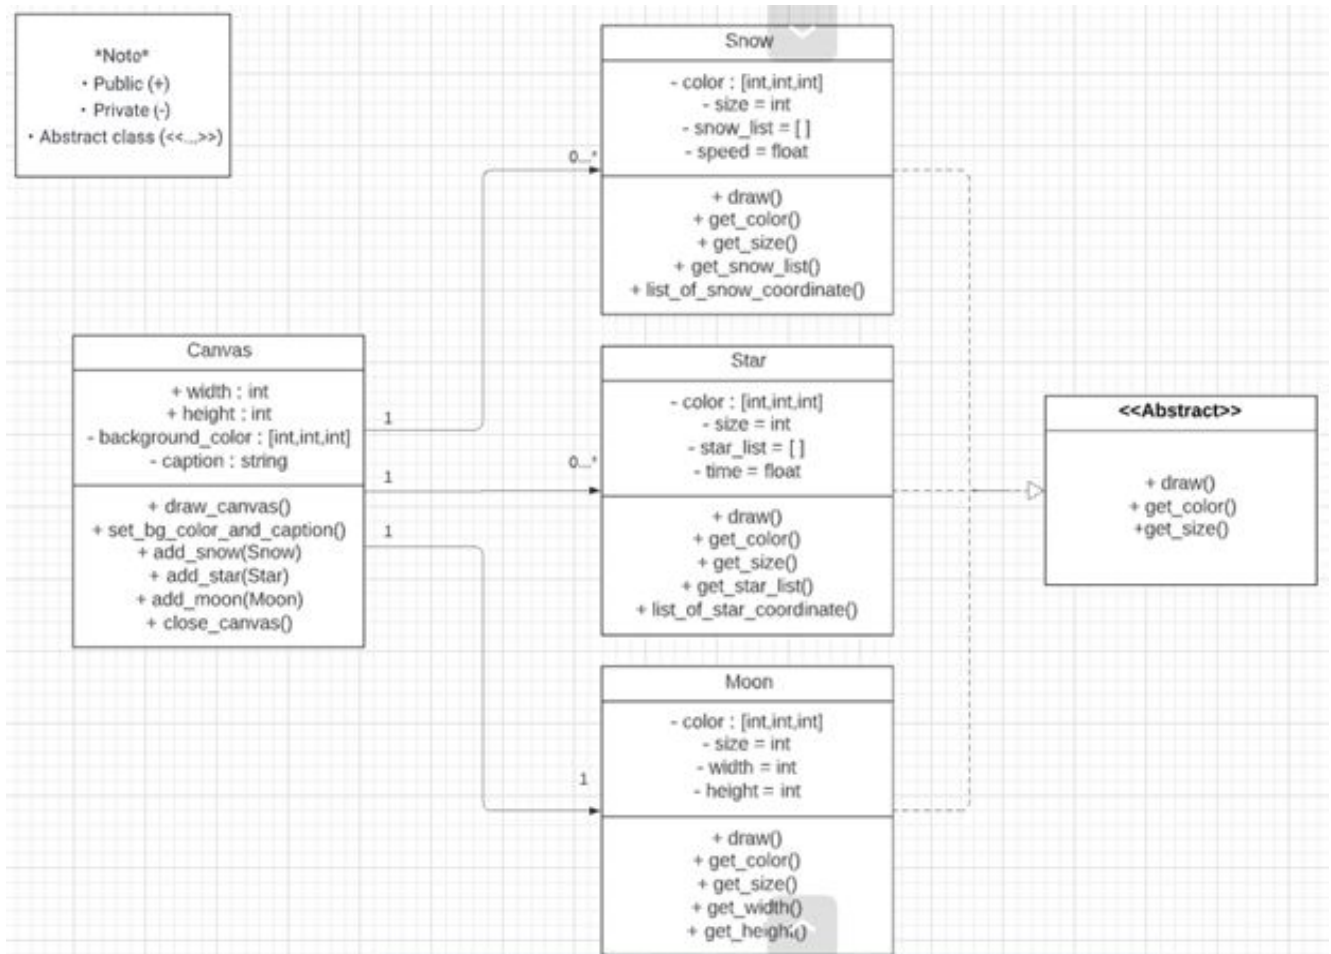 *Note*
• Public (+)
• Private (-)
• Abstract class (<<...>>)
Snow
- color : [int,int,int]
- size = int
- snow_list = [ ]
- speed = float
+ draw()
+ get_color()
+ get_size()
+ get_snow_list()
+ list_of_snow_coordinate()
0...*
Canvas
+ width : int
+ height : int
- background_color : [int,int,int]
- caption : string
+ draw_canvas()
+ set_bg_color_and_caption()
+ add_snow(Snow)
+ add_star(Star)
+ add_moon(Moon)
+ close_canvas()
1
1
1
0...*
Star
- color : [int,int,int]
- size = int
- star_list = [ ]
- time = float
+ draw()
+ get_color()
+ get_size()
+ get_star_list()
+ list_of_star_coordinate()
<<Abstract>>
+ draw()
+ get_color()
+get_size()
1
Moon
- color : [int,int,int]
- size = int
- width = int
- height = int
+ draw()
+ get_color()
+ get_size()
+ get_width()
+ get_height()